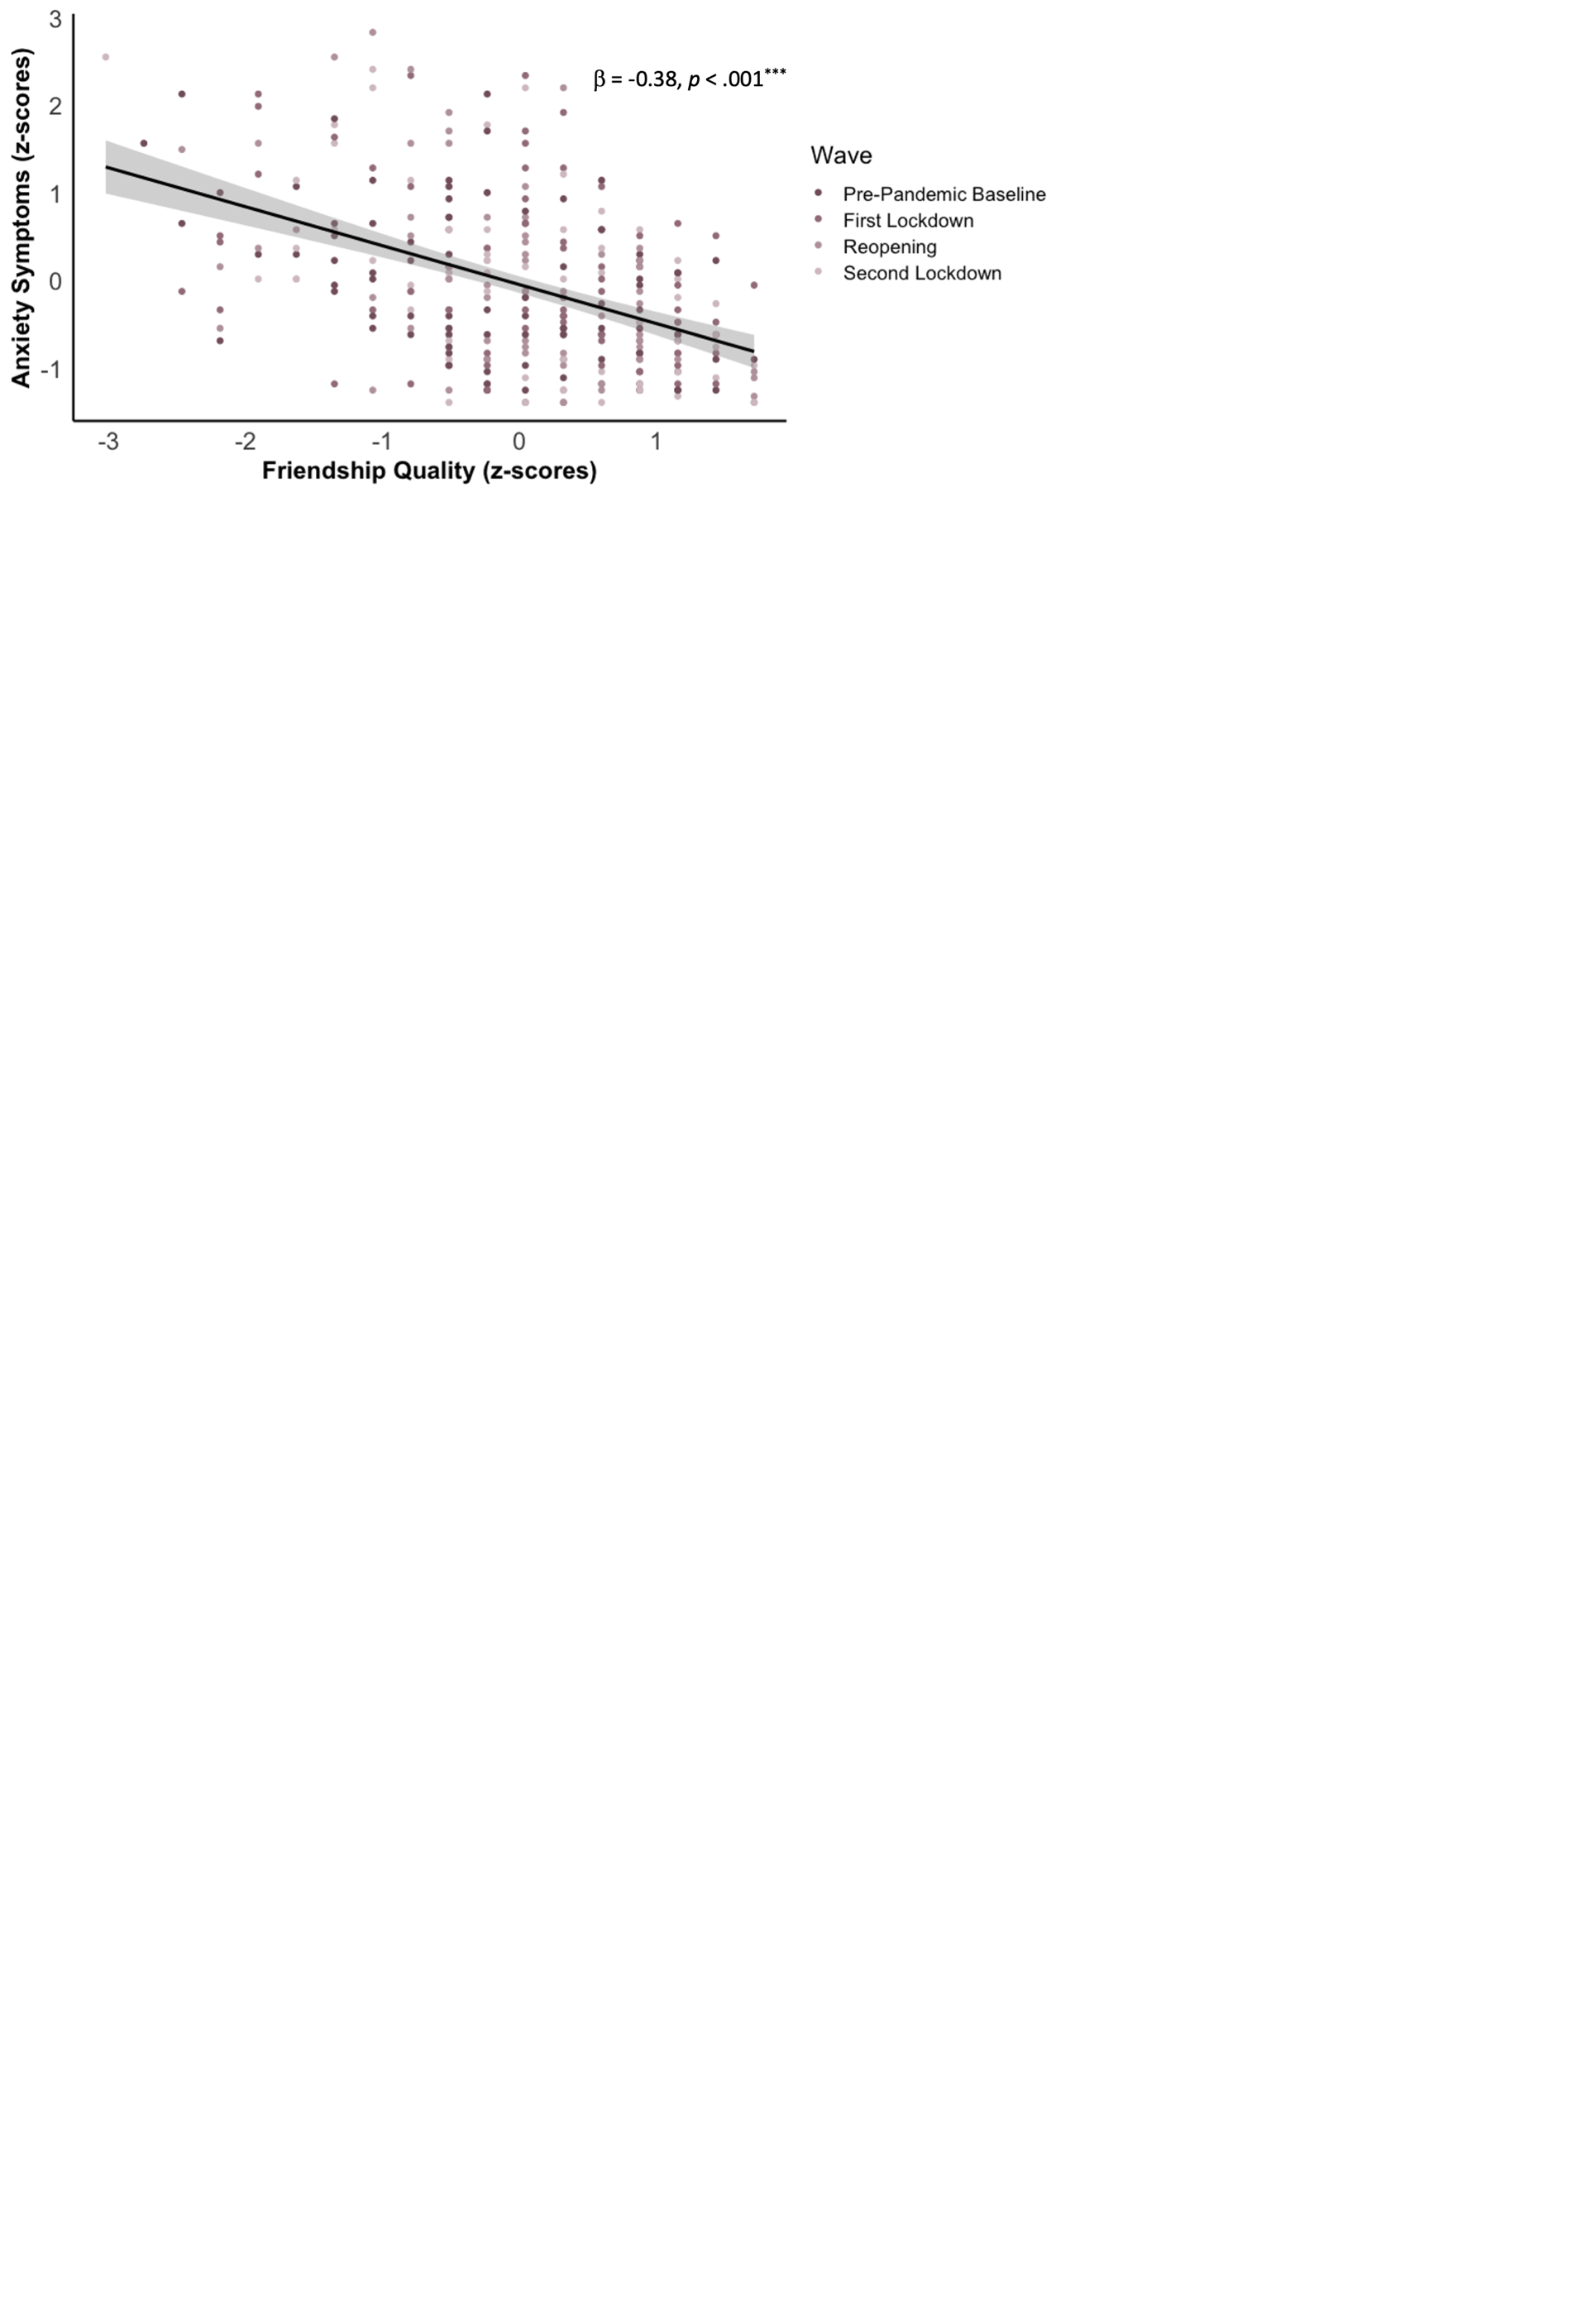 3
2
1
0
-1
Anxiety Symptoms (z-scores)
β = -0.38, p < .001***
-3 -2 -1 0 1
Friendship Quality (z-scores)
Wave
Pre-Pandemic Baseline
First Lockdown
Reopening
Second Lockdown